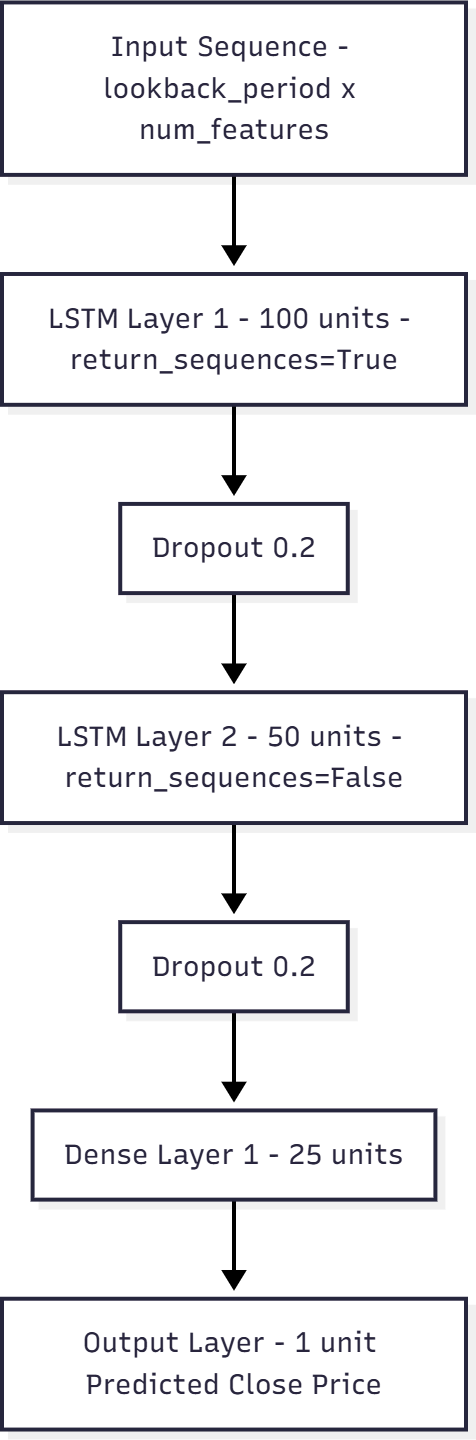 Input Sequence -
lookback_period x
num_features
LSTM Layer 1 - 100 units -
return_sequences=True
Dropout 0.2
LSTM Layer 2 - 50 units -
return_sequences=False
Dropout 0.2
Dense Layer 1 - 25 units
Output Layer - 1 unit
Predicted Close Price